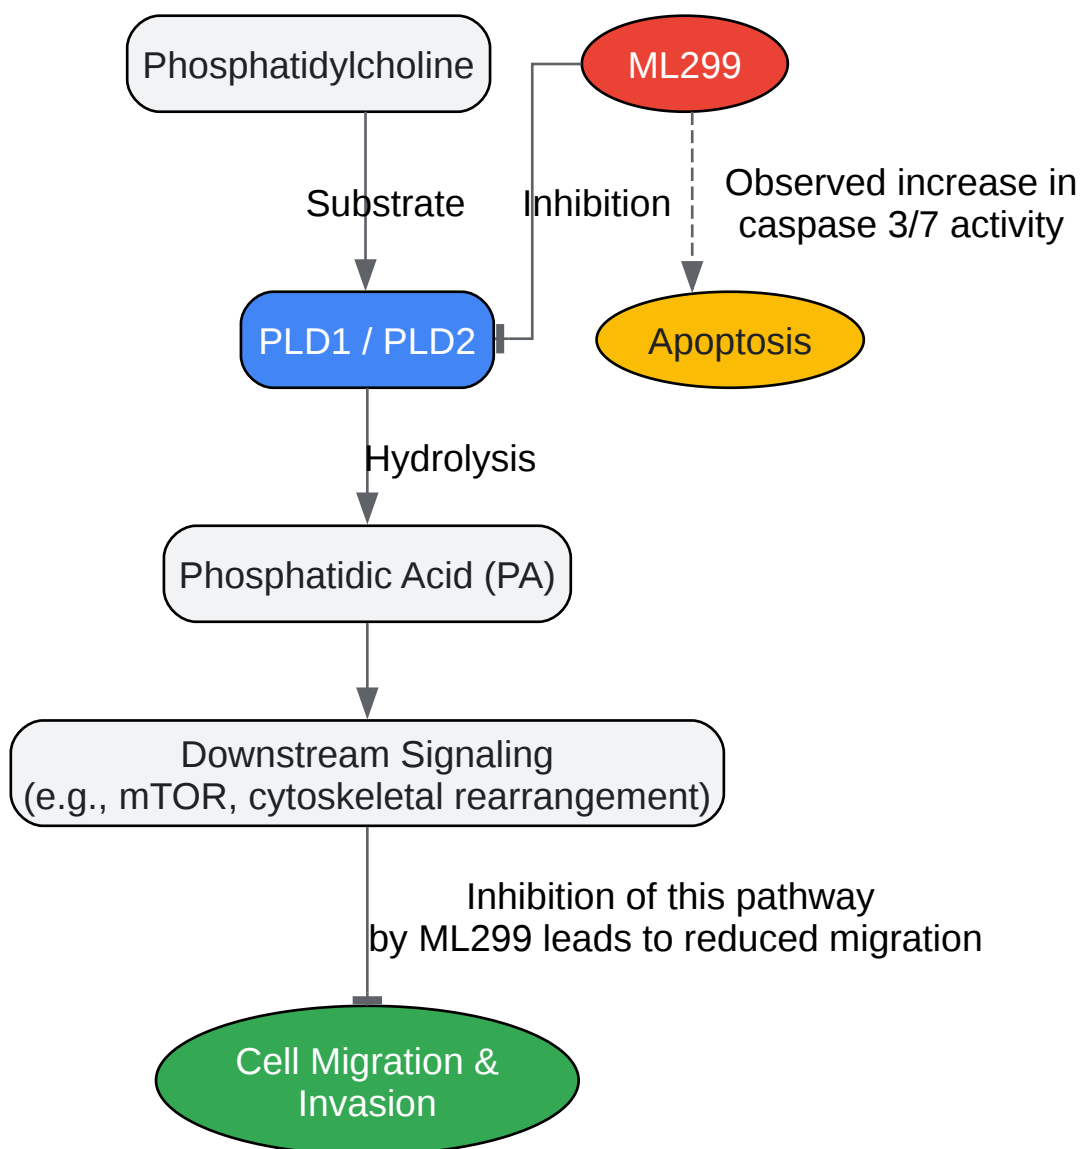 Phosphatidylcholine
ML299
Substrate
Inhibition
Observed increase in
caspase 3/7 activity
PLD1 / PLD2
Apoptosis
Hydrolysis
Phosphatidic Acid (PA)
Downstream Signaling
(e.g., mTOR, cytoskeletal rearrangement)
Inhibition of this pathway
by ML299 leads to reduced migration
Cell Migration &
Invasion